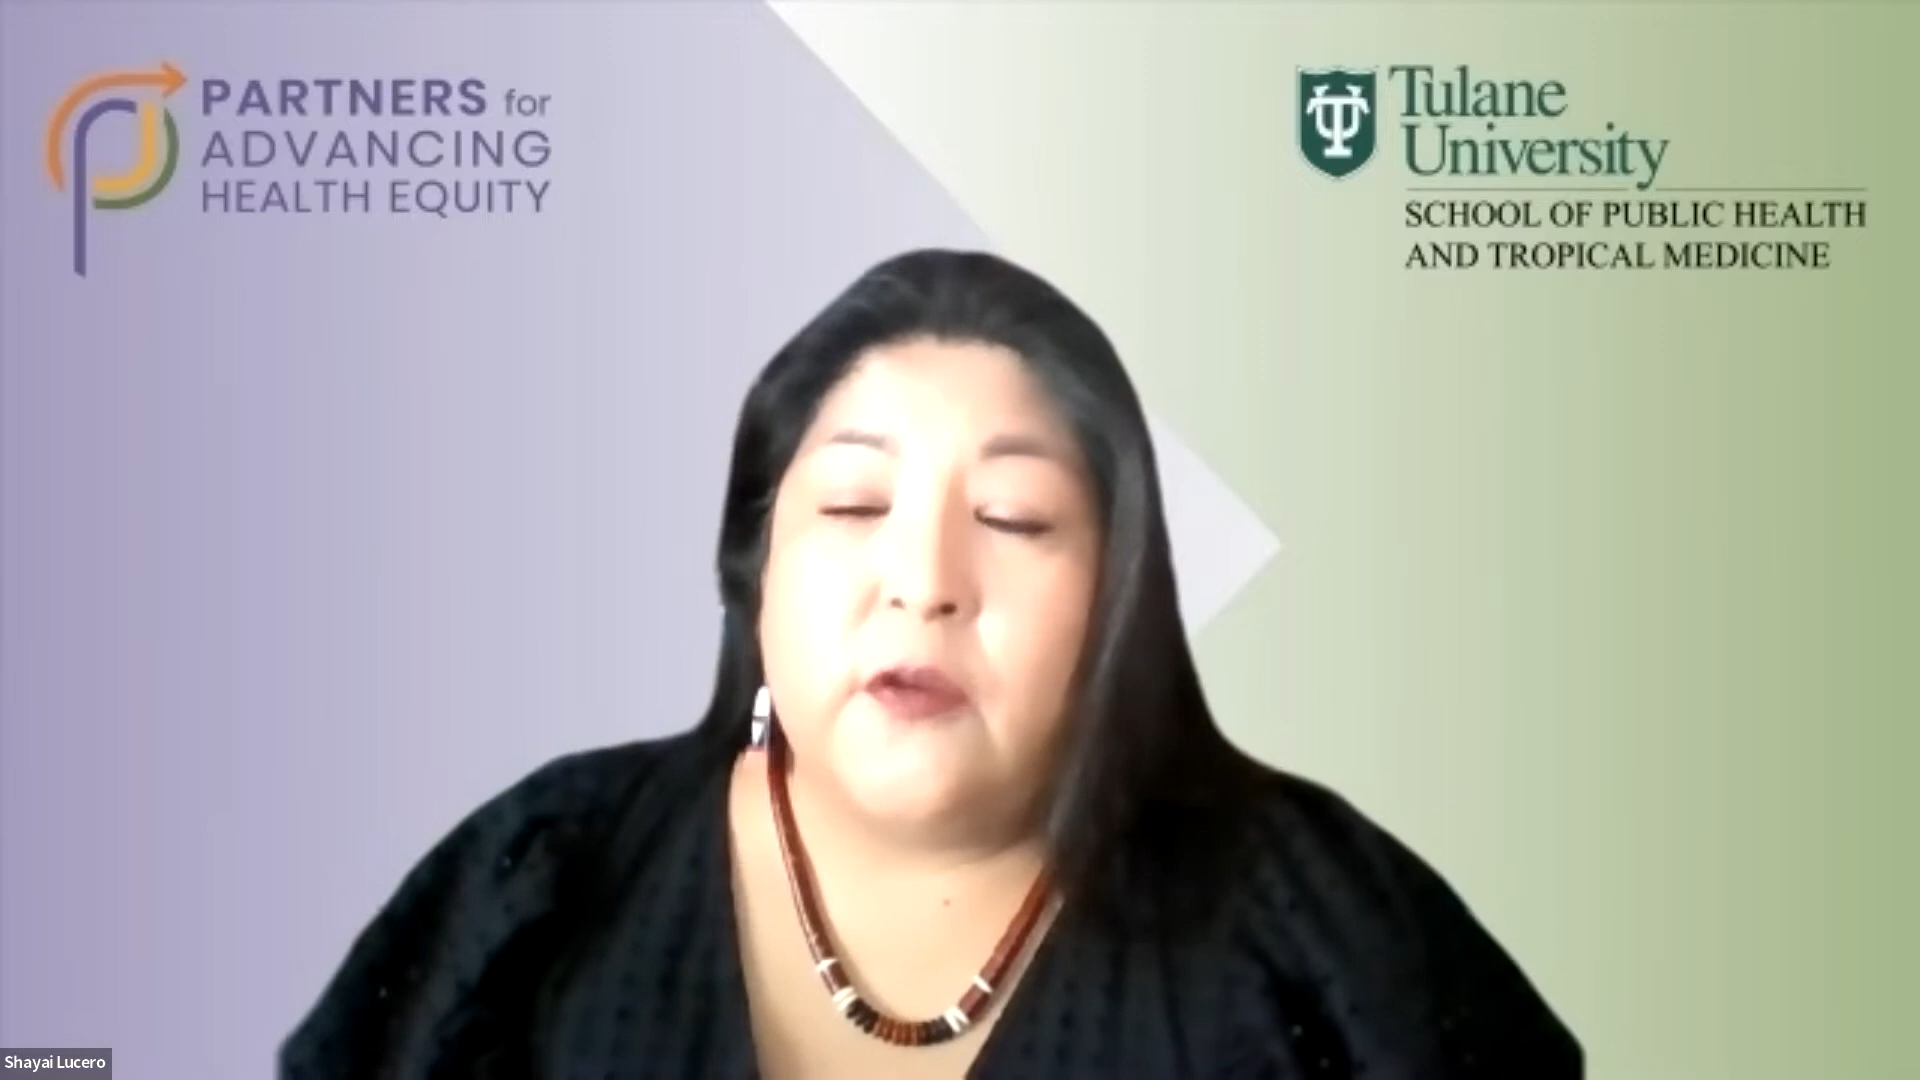 PARTNERS for
ADVANCING
HEALTH EQUITY
Tulane
University
SCHOOL OF PUBLIC HEALTH
AND TROPICAL MEDICINE
Shayai Lucero